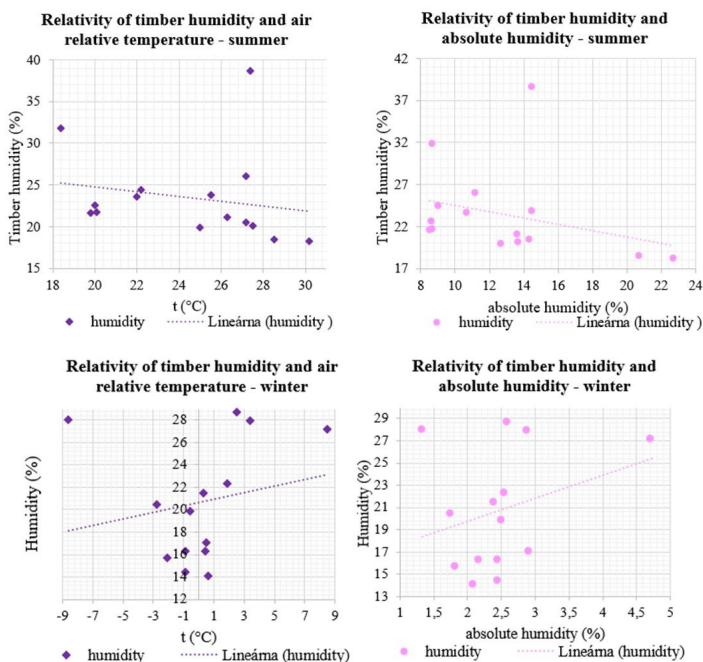 Relativity of timber humidity and air
relative temperature - summer
Timber humidity (%)
40
35
30
25
20
15
20 22 24 26 28 30
t (°C)
humidity Lineárna (humidity )
Relativity of timber humidity and
absolute humidity - summer
Timber humidity (%)
42
37
32
27
22
17
8 10 12 14 16 18 20 22 24
absolute humidity (%)
humidity Lineárna (humidity )
Relativity of timber humidity and air
relative temperature - winter
Humidity (%)
28
26
24
22
20
18
16
14
12
-9 -7 -5 -3 -1 1 3 5 7 9
t (°C)
humidity Lineárna (humidity)
Relativity of timber humidity and
absolute humidity - winter
Humidity (%)
29
27
25
23
21
19
17
15
13
1 1,5 2 2,5 3 3,5 4 4,5 5
absolute humidity (%)
humidity Lineárna (humidity)